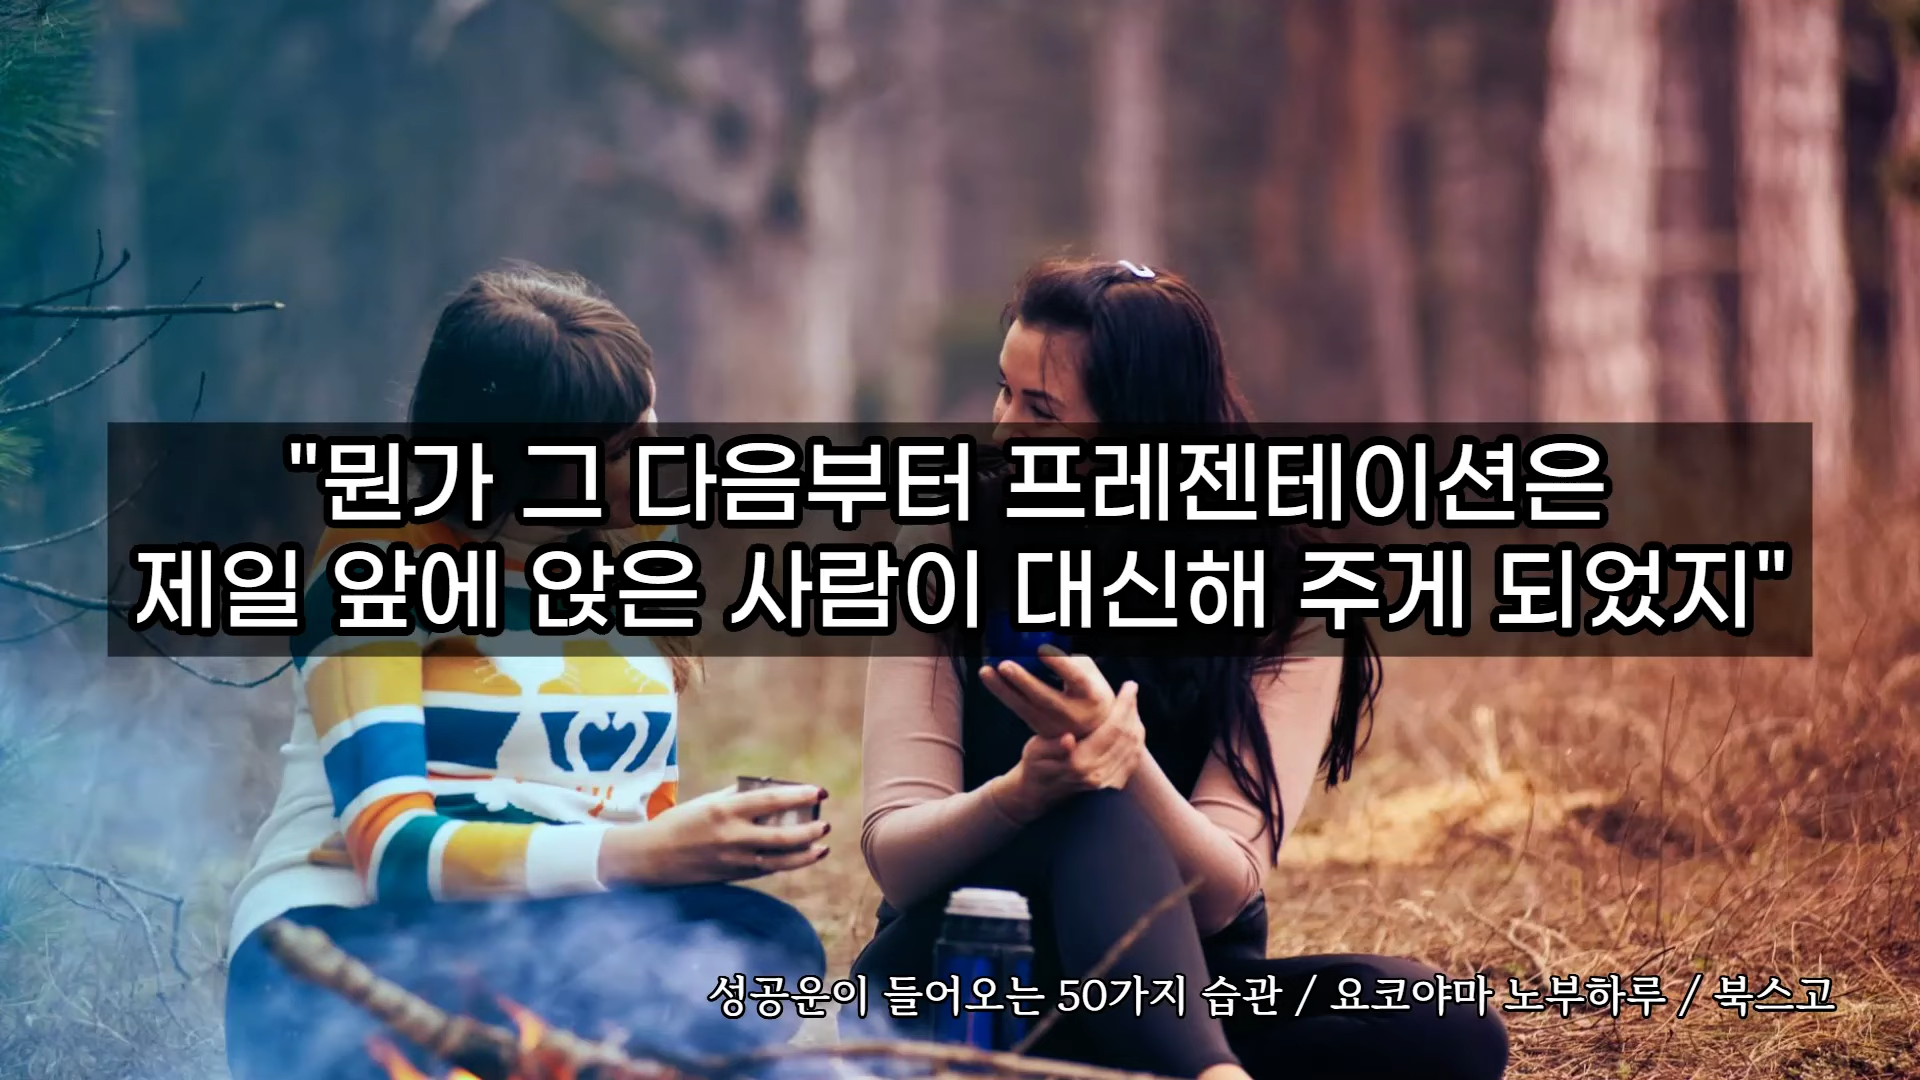 "뭔가 그 다음부터 프레젠테이션은
제일 앞에 앉은 사람이 대신해 주게 되었지"
성공운이 들어오는 50가지 습관 / 요코야마 노부하루 / 북스고